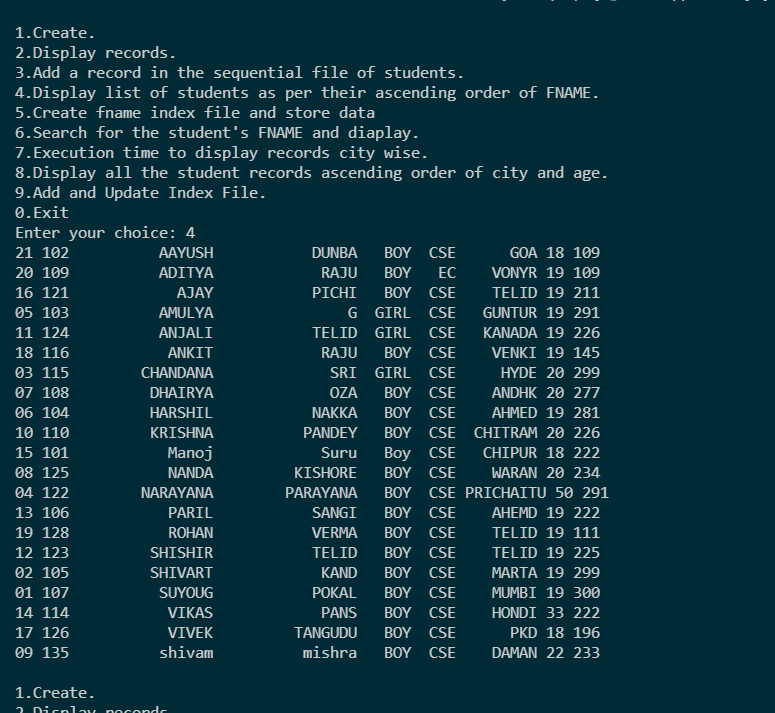 1.Create.
2.Display records.
3.Add a record in the sequential file of students.
4.Display list of students as per their ascending order of FNAME.
5.Create fname index file and store data
6.Search for the student's FNAME and diaplay.
7.Execution time to display records city wise.
8.Display all the student records ascending order of city and age.
9.Add and Update Index File.
0.Exit
Enter your choice: 4
21 102 AAYUSH DUNBA BOY CSE GOA 18 109
20 109 ADITYA RAJU BOY EC VONYR 19 109
16 121 AJAY PICHI BOY CSE TELID 19 211
05 103 AMULYA G GIRL CSE GUNTUR 19 291
11 124 ANJALI TELID GIRL CSE KANADA 19 226
18 116 ANKIT RAJU BOY CSE VENKI 19 145
03 115 CHANDANA SRI GIRL CSE HYDE 20 299
07 108 DHAIRYA OZA BOY CSE ANDHK 20 277
06 104 HARSHIL NAKKA BOY CSE AHMED 19 281
10 110 KRISHNA PANDEY BOY CSE CHITRAM 20 226
15 101 Manoj Suru Boy CSE CHIPUR 18 222
08 125 NANDA KISHORE BOY CSE WARAN 20 234
04 122 NARAYANA PARAYANA BOY CSE PRICHAITU 50 291
13 106 PARIL SANGI BOY CSE AHEMD 19 222
19 128 ROHAN VERMA BOY CSE TELID 19 111
12 123 SHISHIR TELID BOY CSE TELID 19 225
02 105 SHIVART KAND BOY CSE MARTA 19 299
01 107 SUYOUG POKAL BOY CSE MUMBI 19 300
14 114 VIKAS PANS BOY CSE HONDI 33 222
17 126 VIVEK TANGUDU BOY CSE PKD 18 196
09 135 shivam mishra BOY CSE DAMAN 22 233
1.Create.
2.Display records